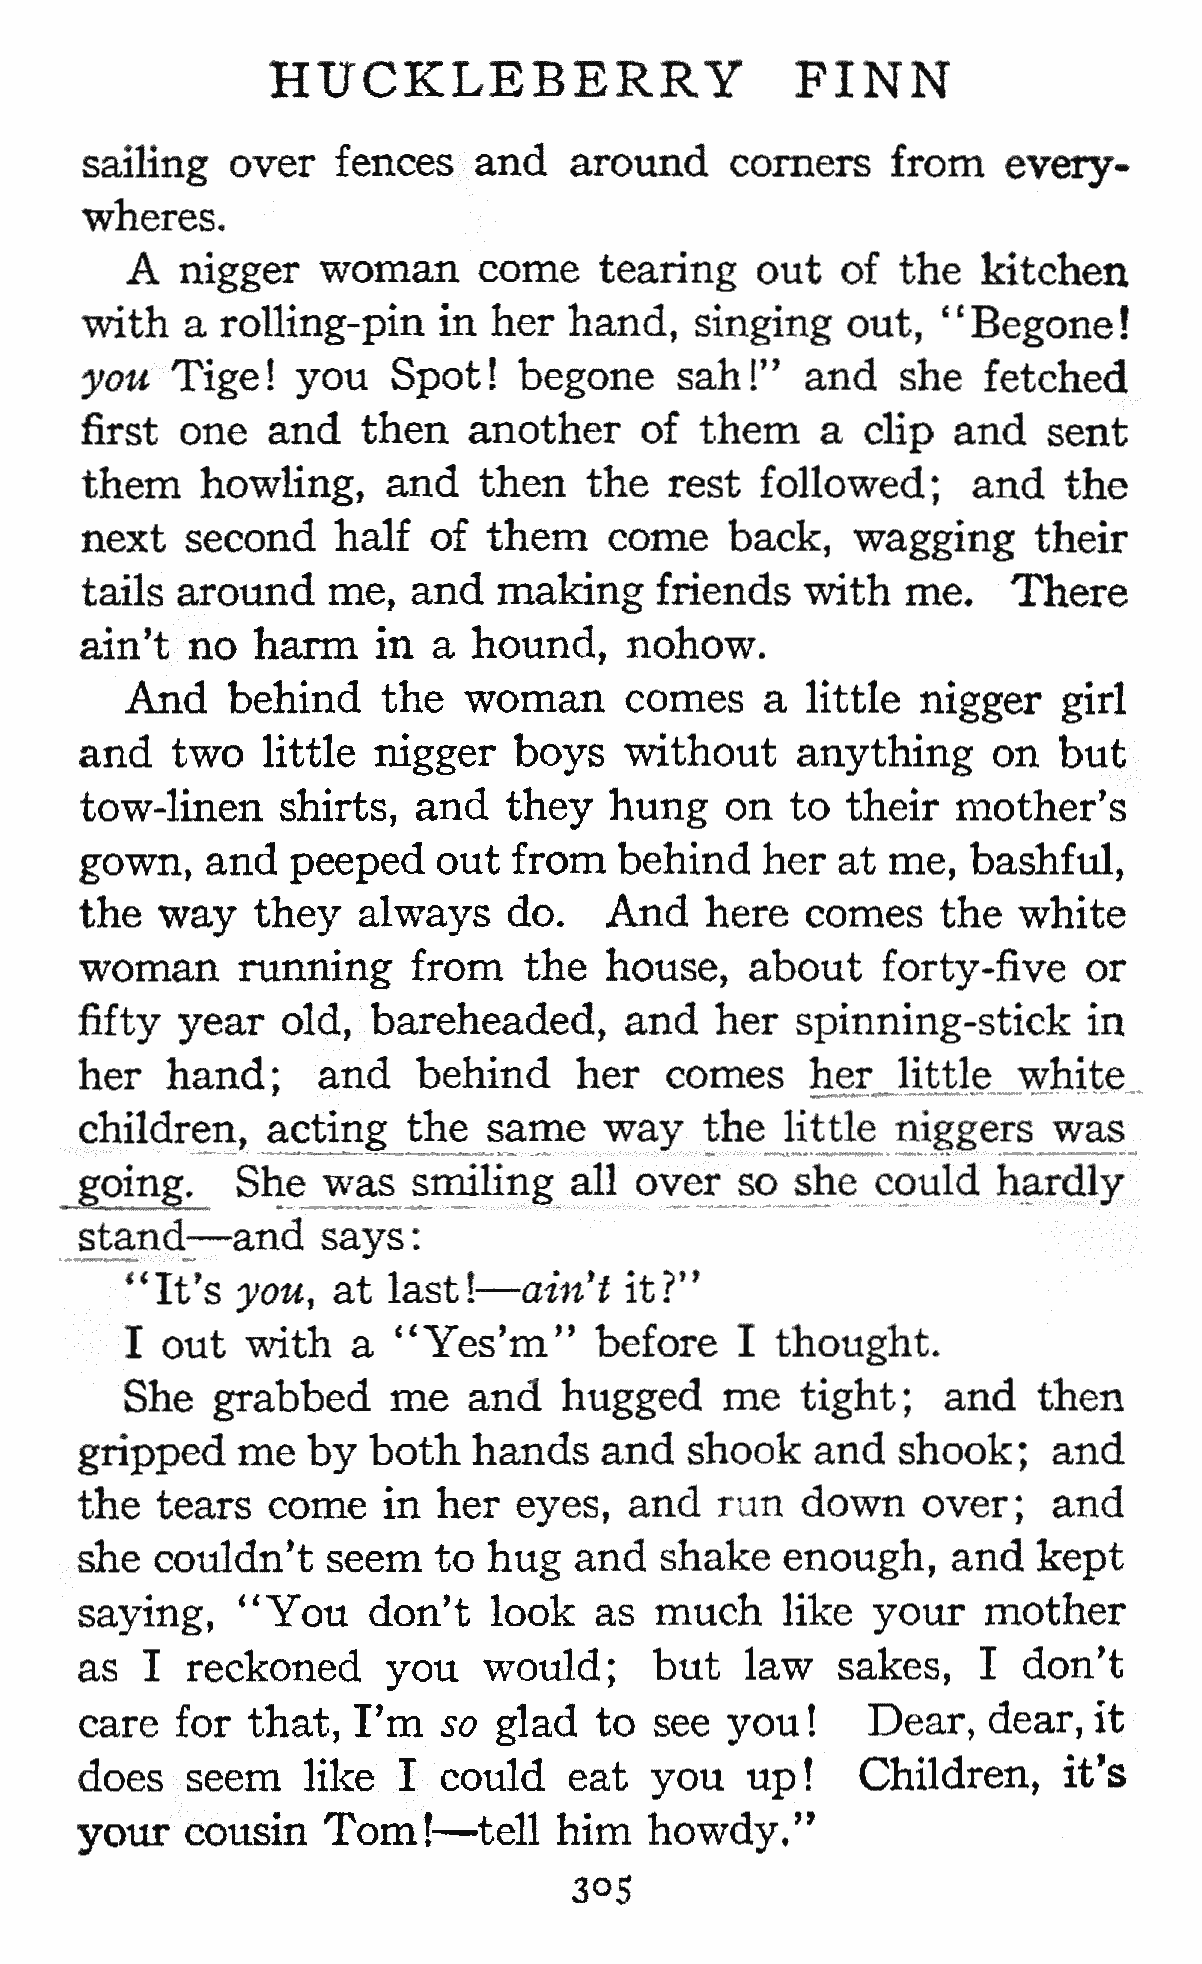 HUCKLEBERRY FINN
sailing over fences and around corners from every-
wheres.
A nigger woman come tearing out of the kitchen
with a rolling-pin in her hand, singing out, "Begone!
you Tige! you Spot! begone sah!" and she fetched
first one and then another of them a clip and sent
them howling, and then the rest followed; and the
next second half of them come back, wagging their
tails around me, and making friends with me. There
ain't no harm in a hound, nohow.
And behind the woman comes a little nigger girl
and two little nigger boys without anything on but
tow-linen shirts, and they hung on to their mother's
gown, and peeped out from behind her at me, bashful,
the way they always do. And here comes the white
woman running from the house, about forty-five or
fifty year old, bareheaded, and her spinning-stick in
her hand; and behind her comes her little white
children, acting the same way the little niggers was
going. She was smiling all over so she could hardly
stand—and says:
"It's you, at last!—ain't it?"
I out with a "Yes'm" before I thought.
She grabbed me and hugged me tight; and then
gripped me by both hands and shook and shook; and
the tears come in her eyes, and run down over; and
she couldn't seem to hug and shake enough, and kept
saying, "You don't look as much like your mother
as I reckoned you would; but law sakes, I don't
care for that, I'm so glad to see you! Dear, dear, it
does seem like I could eat you up! Children, it's
your cousin Tom!—tell him howdy."
305